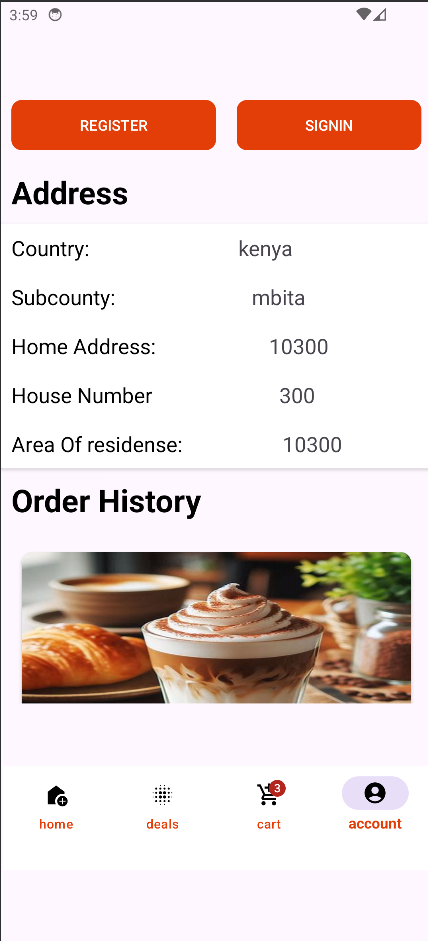 3:59
REGISTER SIGNIN
Address
Country: kenya
Subcounty: mbita
Home Address: 10300
House Number 300
Area Of residense: 10300
Order History
3
home deals cart account